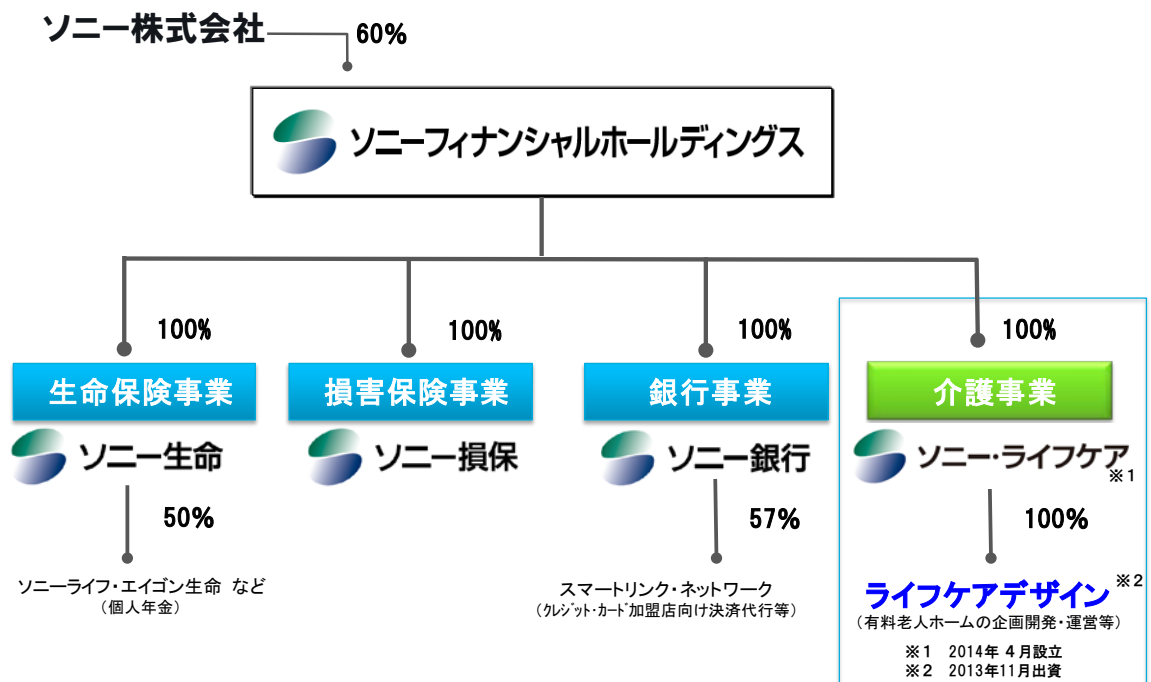 ソニー株式会社
60%
ソニーフィナンシャルホールディングス
100%
100%
100%
100%
生命保険事業
損害保険事業
銀行事業
介護事業
ソニー生命
ソニー損保
ソニー銀行
ソニー・ライフケア
※1
50%
57%
100%
ソニーライフ・エイゴン生命 など
(個人年金)
スマートリンク・ネットワーク
(クレジット・カード加盟店向け決済代行等)
ライフケアデザイン ※2
(有料老人ホームの企画開発・運営等)
※1 2014年 4月設立
※2 2013年11月出資